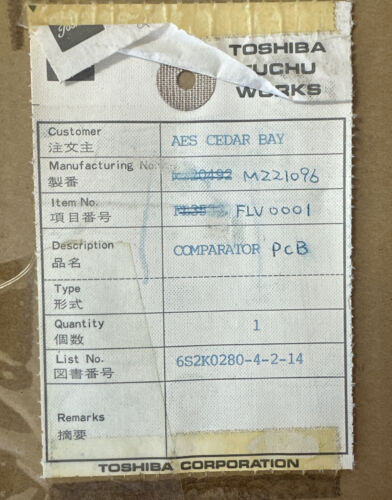 TOSHIBA
FUCHU
WORKS
Customer
注文主
AES CEDAR BAY
Manufacturing No.
製番
M221096
Item No.
項目番号
FLV0001
Description
品名
COMPARATOR PCB
Type
形式
Quantity
個数
1
List No.
図書番号
6S2K0280-4-2-14
Remarks
摘要
TOSHIBA CORPORATION